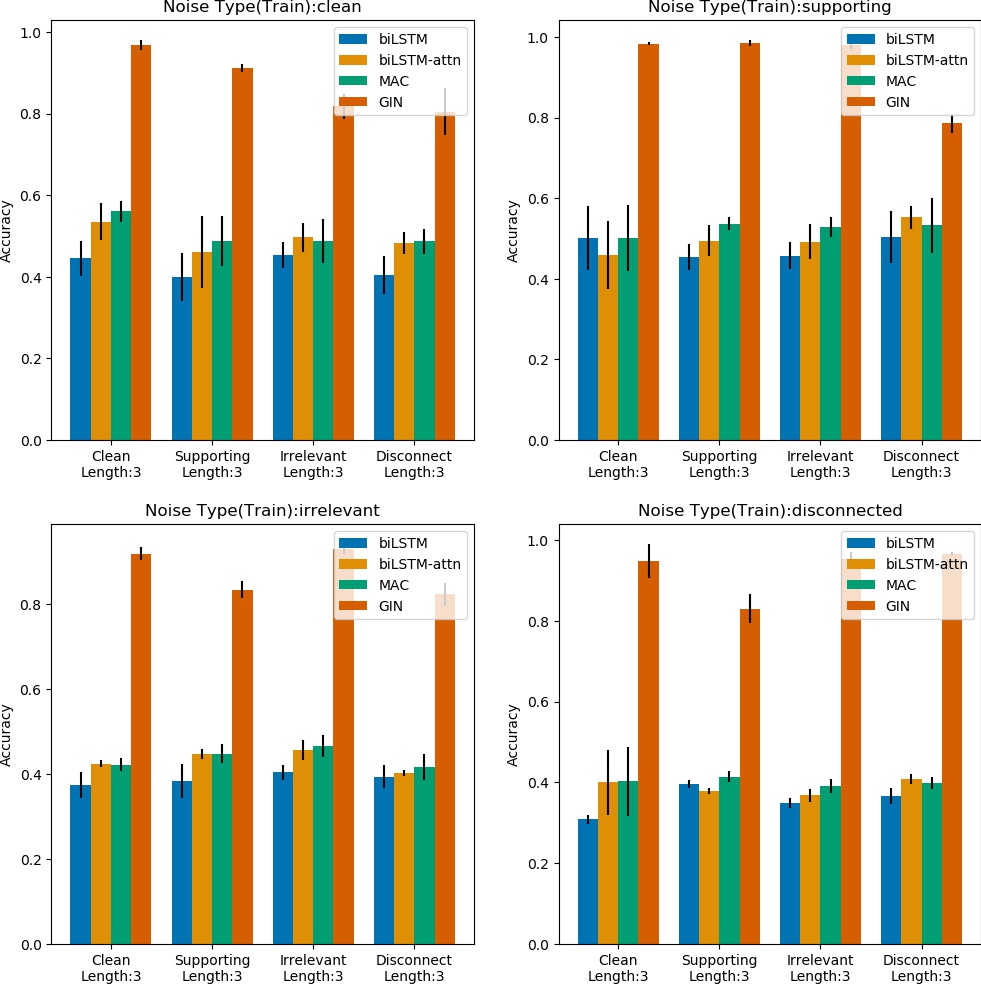 Noise Type(Train):clean
Accuracy
1.0
0.8
0.6
0.4
0.2
0.0
biLSTM
biLSTM-attn
MAC
GIN
Clean
Length:3
Supporting
Length:3
Irrelevant
Length:3
Disconnect
Length:3
Noise Type(Train):supporting
Accuracy
1.0
0.8
0.6
0.4
0.2
0.0
biLSTM
biLSTM-attn
MAC
GIN
Clean
Length:3
Supporting
Length:3
Irrelevant
Length:3
Disconnect
Length:3
Noise Type(Train):irrelevant
Accuracy
0.8
0.6
0.4
0.2
0.0
biLSTM
biLSTM-attn
MAC
GIN
Clean
Length:3
Supporting
Length:3
Irrelevant
Length:3
Disconnect
Length:3
Noise Type(Train):disconnected
Accuracy
1.0
0.8
0.6
0.4
0.2
0.0
biLSTM
biLSTM-attn
MAC
GIN
Clean
Length:3
Supporting
Length:3
Irrelevant
Length:3
Disconnect
Length:3